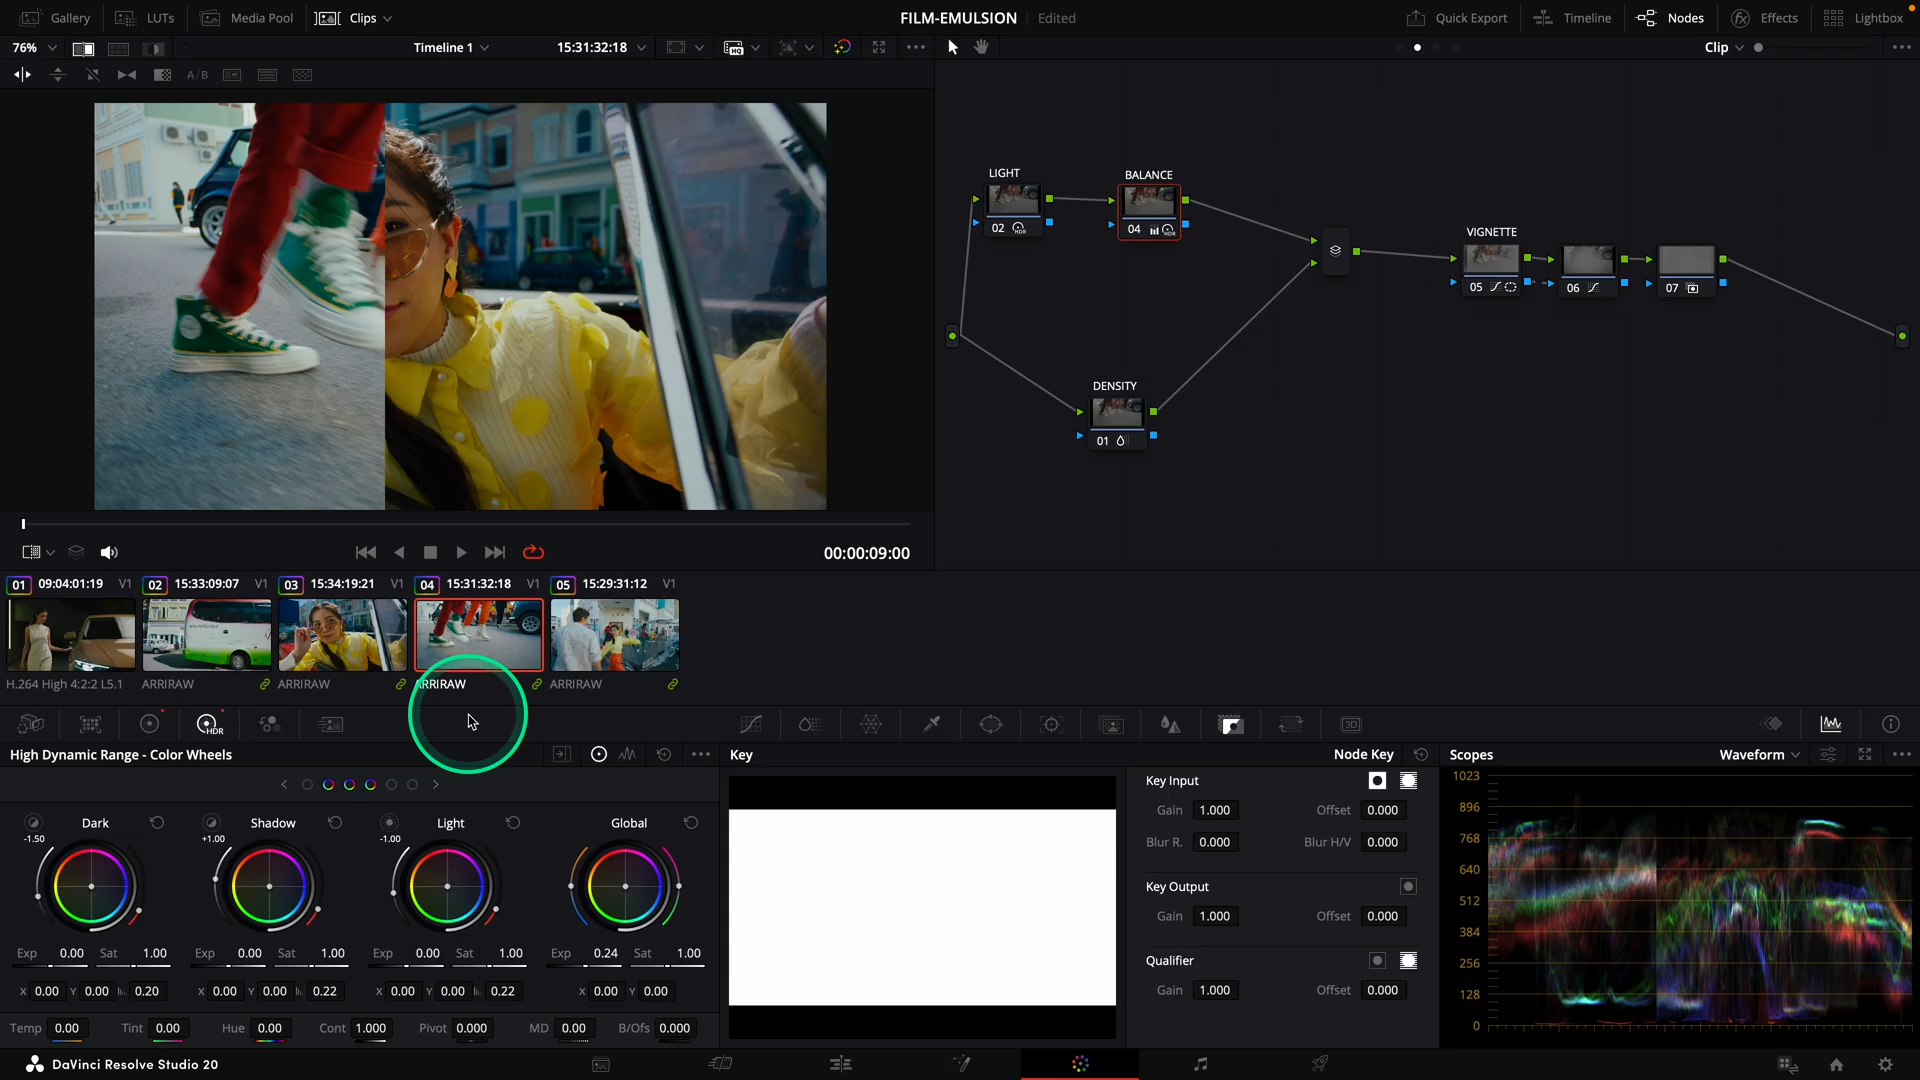 Gallery LUTs Media Pool Clips FILM-EMULSION Edited Quick Export Timeline Nodes Effects Lightbox
76% Timeline 1 15:31:32:18 HQ Clip
A/B
LIGHT BALANCE
02 HDR 04 HDR
VIGNETTE
05 06 07
DENSITY
01
00:00:09:00
01 09:04:01:19 V1 02 15:33:09:07 V1 03 15:34:19:21 V1 04 15:31:32:18 V1 05 15:29:31:12 V1
H.264 High 4:2:2 L5.1 ARRIRAW ARRIRAW ARRIRAW ARRIRAW
HDR 3D
High Dynamic Range - Color Wheels Key Node Key Scopes Waveform
Dark Shadow Light Global
-1.50 +1.00 -1.00
Exp 0.00 Sat 1.00 Exp 0.00 Sat 1.00 Exp 0.00 Sat 1.00 Exp 0.24 Sat 1.00
X 0.00 Y 0.00 0.20 X 0.00 Y 0.00 0.22 X 0.00 Y 0.00 0.22 X 0.00 Y 0.00
Temp 0.00 Tint 0.00 Hue 0.00 Cont 1.000 Pivot 0.000 MD 0.00 B/Ofs 0.000
Key Input
Gain 1.000 Offset 0.000
Blur R. 0.000 Blur H/V 0.000
Key Output
Gain 1.000 Offset 0.000
Qualifier
Gain 1.000 Offset 0.000
1023
896
768
640
512
384
256
128
0
DaVinci Resolve Studio 20